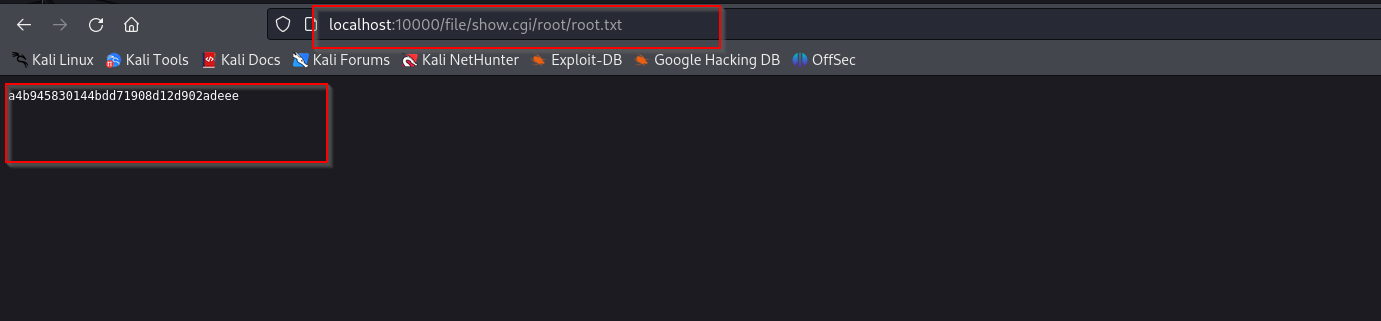 localhost:10000/file/show.cgi/root/root.txt
Kali Linux Kali Tools Kali Docs Kali Forums Kali NetHunter Exploit-DB Google Hacking DB OffSec
a4b945830144bdd71908d12d902adeee